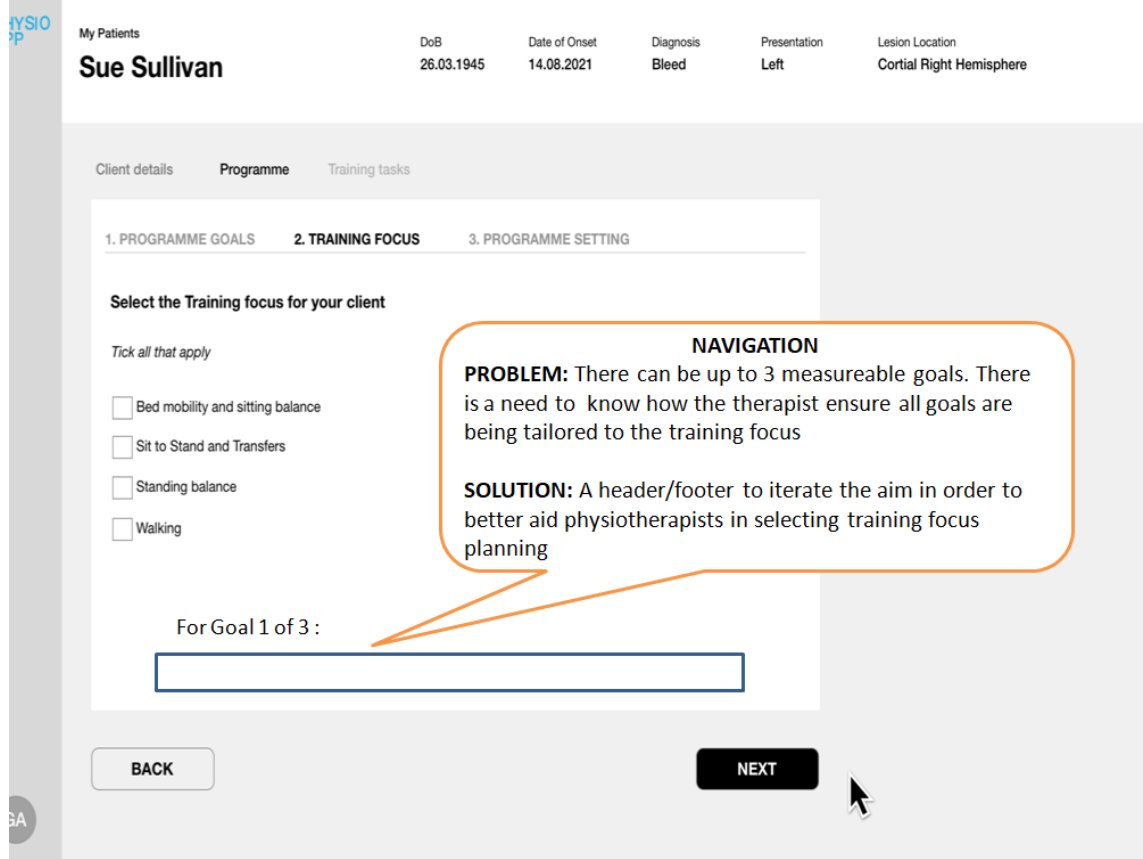 HYSIO
PP
My Patients
Sue Sullivan
DoB
26.03.1945
Date of Onset
14.08.2021
Diagnosis
Bleed
Presentation
Left
Lesion Location
Cortial Right Hemisphere
Client details Programme Training tasks
1. PROGRAMME GOALS 2. TRAINING FOCUS 3. PROGRAMME SETTING
Select the Training focus for your client
Tick all that apply
Bed mobility and sitting balance
Sit to Stand and Transfers
Standing balance
Walking
NAVIGATION
PROBLEM: There can be up to 3 measureable goals. There
is a need to know how the therapist ensure all goals are
being tailored to the training focus
SOLUTION: A header/footer to iterate the aim in order to
better aid physiotherapists in selecting training focus
planning
For Goal 1 of 3 :
BACK
NEXT
GA